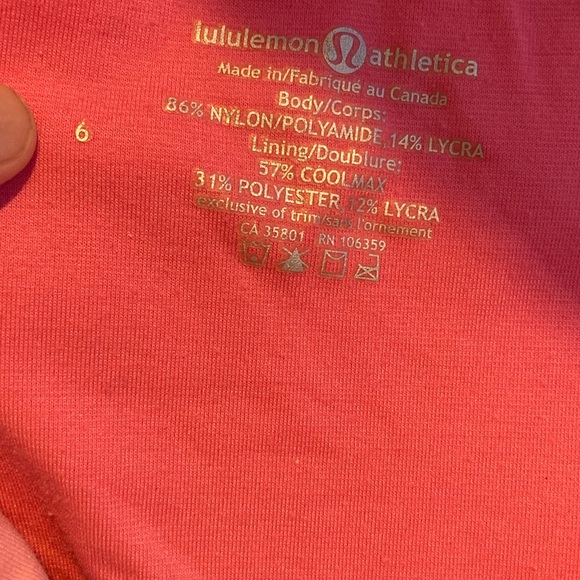 lululemon athletica
Made in/Fabriqué au Canada
Body/Corps:
86% NYLON/POLYAMIDE, 14% LYCRA
Lining/Doublure:
57% COOLMAX
31% POLYESTER, 12% LYCRA
exclusive of trim/sans l'ornement
CA 35801 RN 106359
6